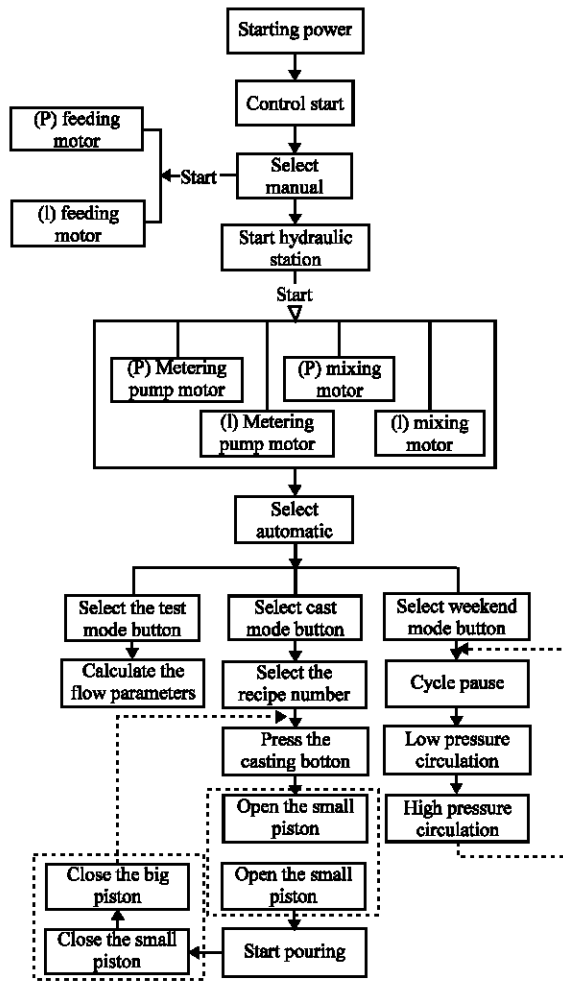 Starting power
Control start
(P) feeding
motor
Start
Select
manual
(l) feeding
motor
Start hydraulic
station
Start
(P) Metering
pump motor
(P) mixing
motor
(l) Metering
pump motor
(l) mixing
motor
Select
automatic
Select the test
mode button
Select cast
mode button
Select weekend
mode button
Calculate the
flow parameters
Select the
recipe number
Cycle pause
Press the
casting botton
Low pressure
circulation
Open the small
piston
High pressure
circulation
Close the big
piston
Open the small
piston
Close the small
piston
Start pouring